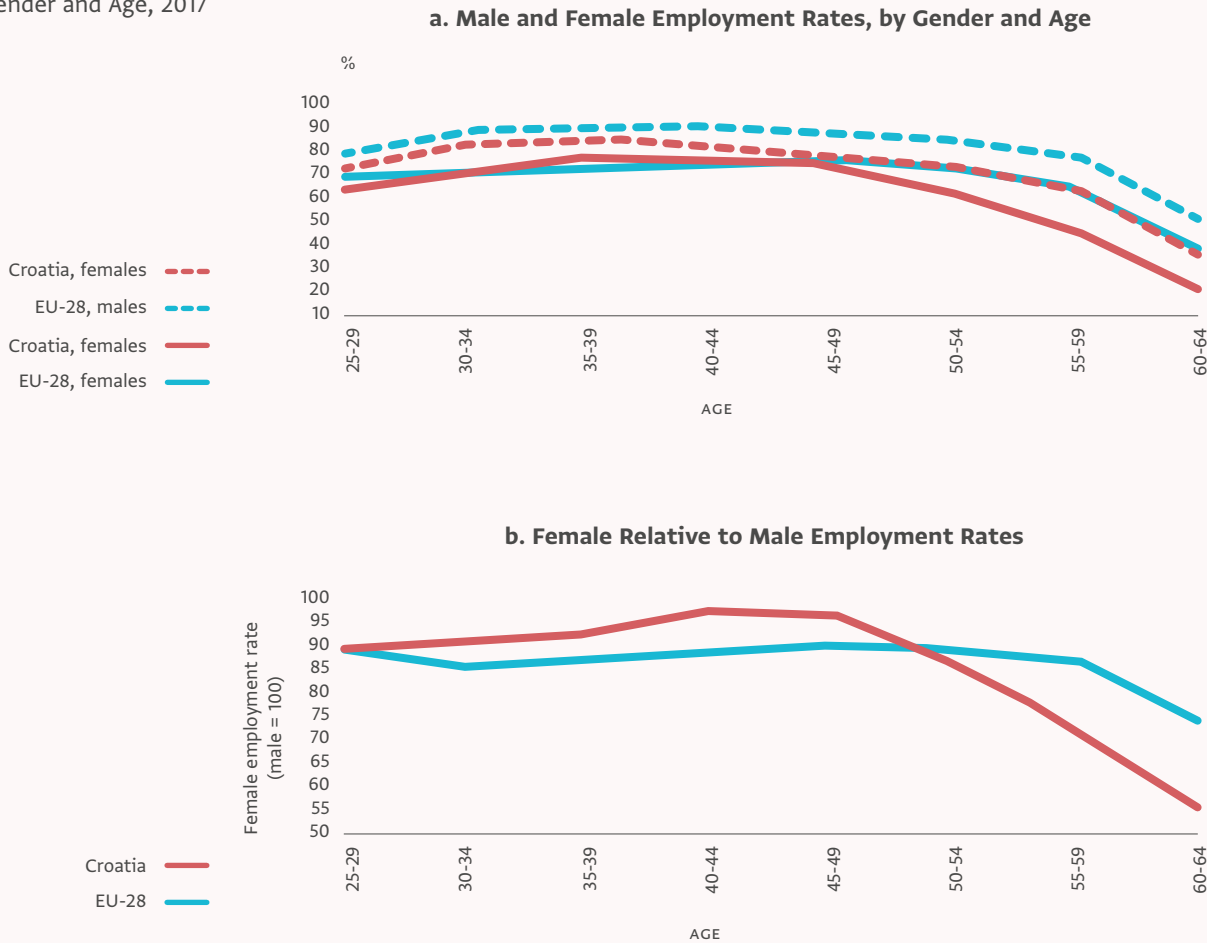 ender and Age, 2017
a. Male and Female Employment Rates, by Gender and Age
%
100
90
80
70
60
50
40
30
20
10
Croatia, females
EU-28, males
Croatia, females
EU-28, females
25-29
30-34
35-39
40-44
45-49
50-54
55-59
60-64
AGE
b. Female Relative to Male Employment Rates
Female employment rate
(male = 100)
100
95
90
85
80
75
70
65
60
55
50
Croatia
EU-28
25-29
30-34
35-39
40-44
45-49
50-54
55-59
60-64
AGE